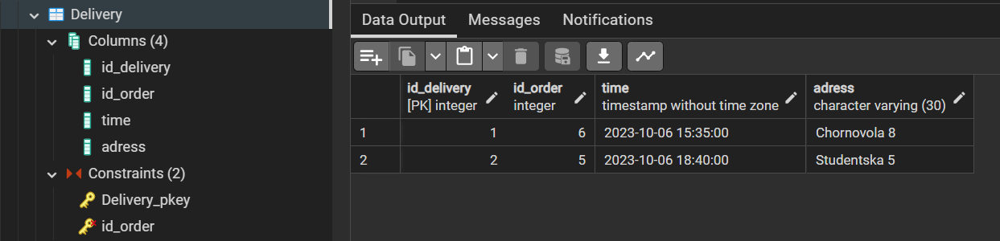 Delivery
Columns (4)
id_delivery
id_order
time
adress
Constraints (2)
Delivery_pkey
id_order
Data Output Messages Notifications
id_delivery id_order time adress
[PK] integer integer timestamp without time zone character varying (30)
1 1 6 2023-10-06 15:35:00 Chornovola 8
2 2 5 2023-10-06 18:40:00 Studentska 5